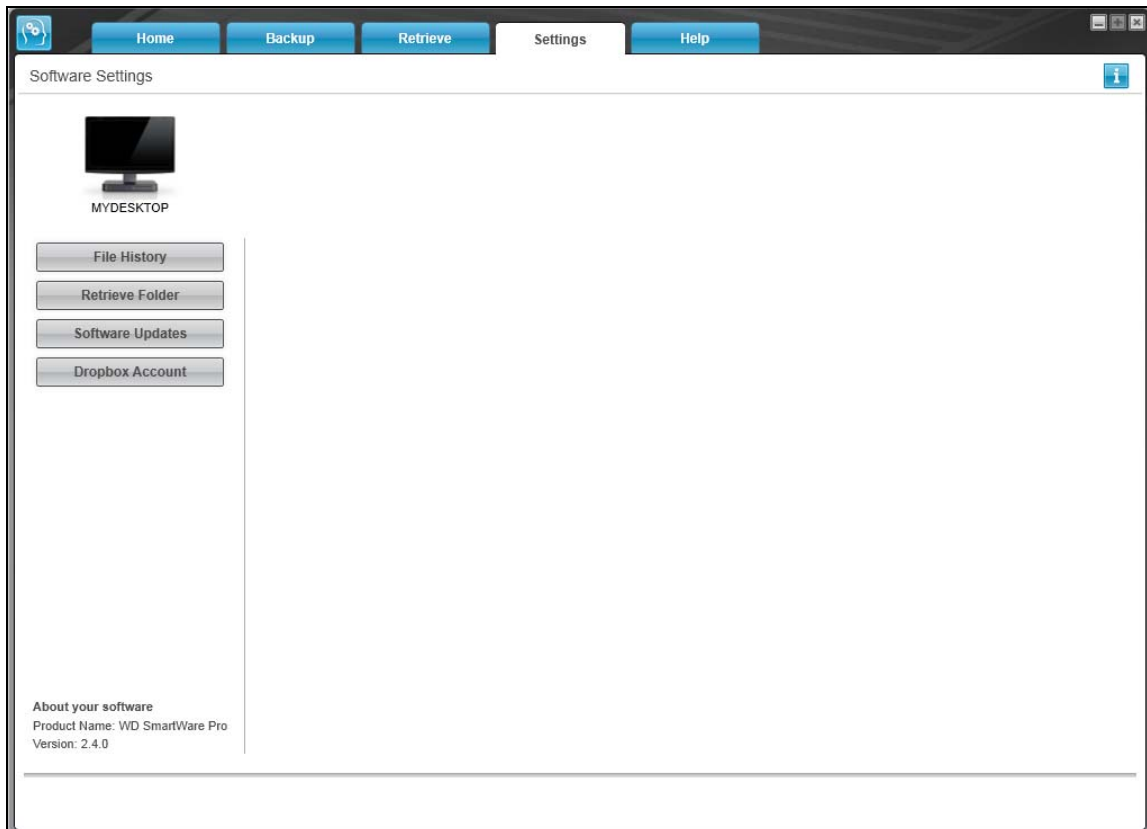 Home Backup Retrieve Settings Help
Software Settings
MYDESKTOP
File History
Retrieve Folder
Software Updates
Dropbox Account
About your software
Product Name: WD SmartWare Pro
Version: 2.4.0